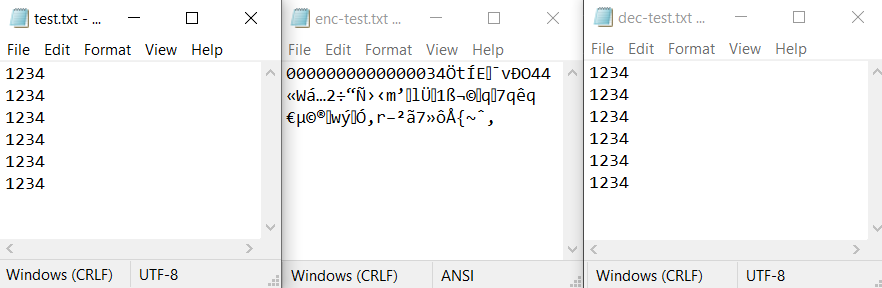 test.txt - ...
File Edit Format View Help
1234
1234
1234
1234
1234
1234
Windows (CRLF) UTF-8
enc-test.txt ...
File Edit Format View Help
0000000000000034ÖtÍE¯vÐO44
«Wá…2÷“Ñ›‹m’lÜ1ß¬©q7qêq
€µ©®wýÓ,r–²ã7»ôÅ{~ˆ,
Windows (CRLF) ANSI
dec-test.txt ...
File Edit Format View Help
1234
1234
1234
1234
1234
1234
Windows (CRLF) UTF-8